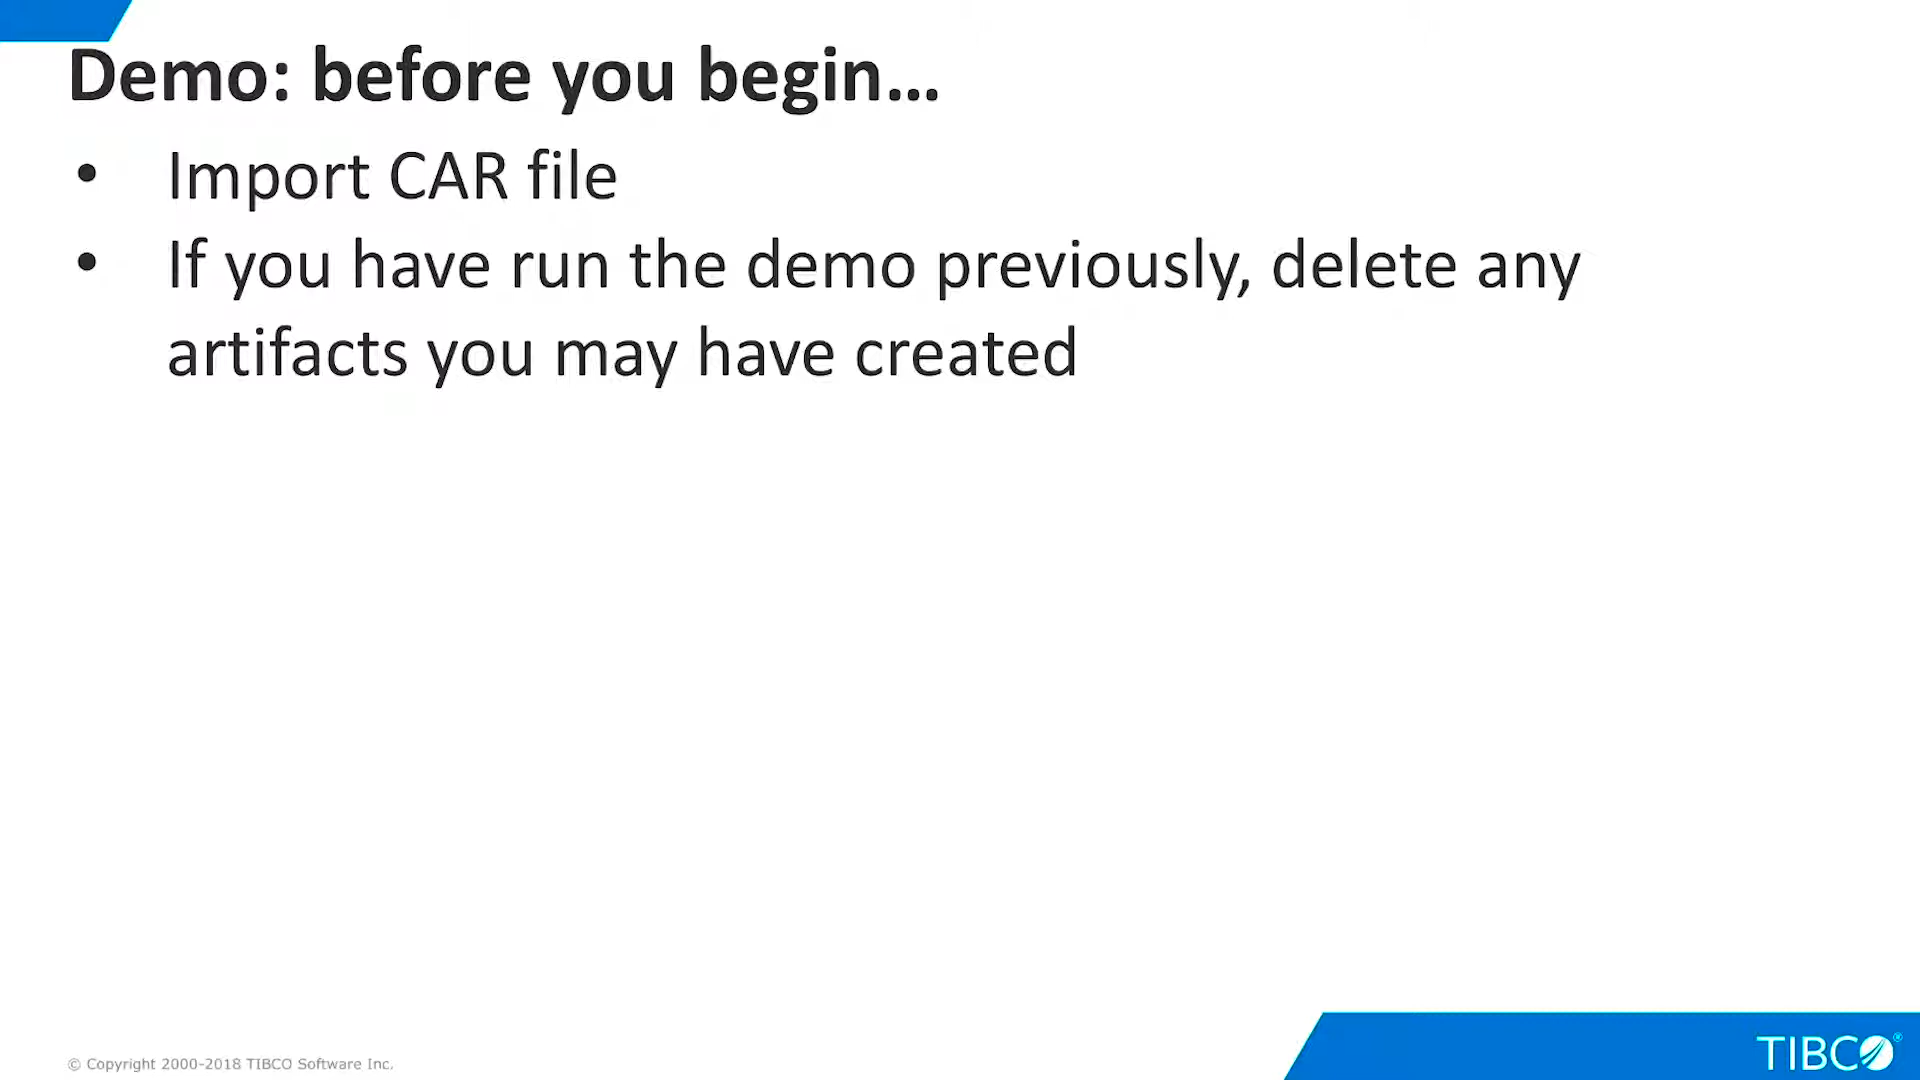 Demo: before you begin...
• Import CAR file
• If you have run the demo previously, delete any
artifacts you may have created
© Copyright 2000-2018 TIBCO Software Inc.
TIBCO®